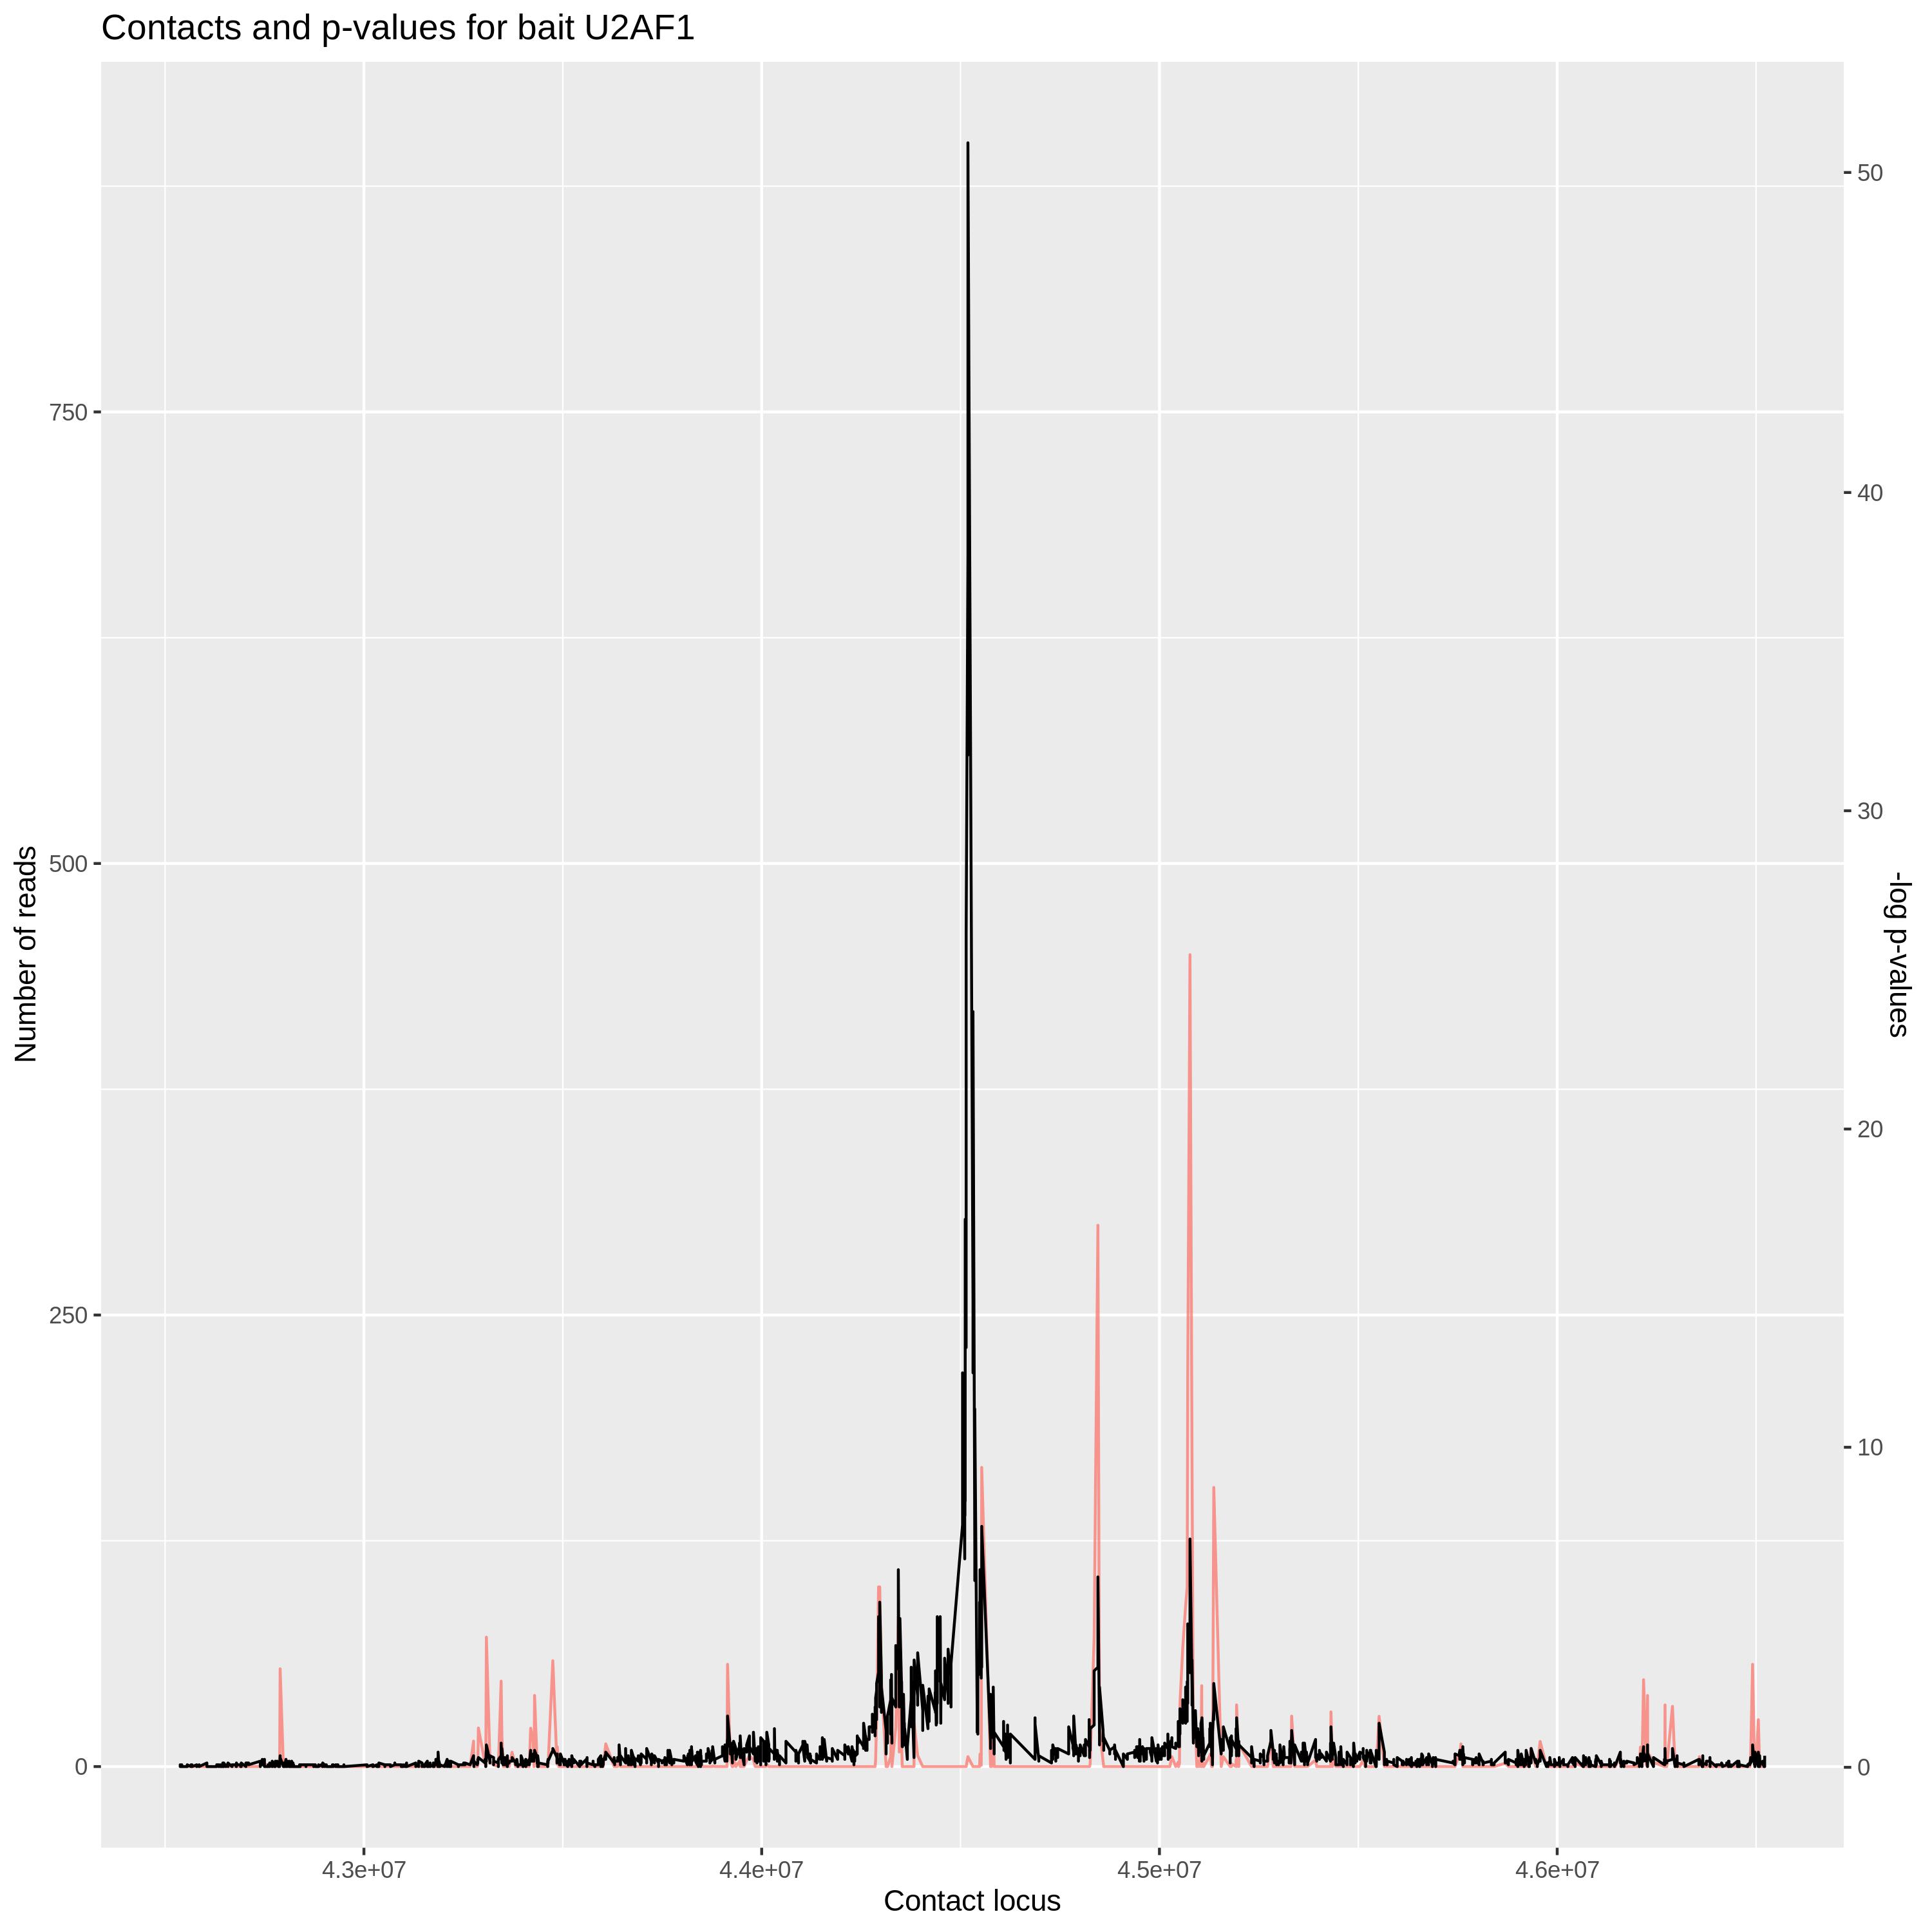 Contacts and p-values for bait U2AF1
750
500
250
0
Number of reads
50
40
30
20
10
0
-log p-values
4.3e+07
4.4e+07
4.5e+07
4.6e+07
Contact locus